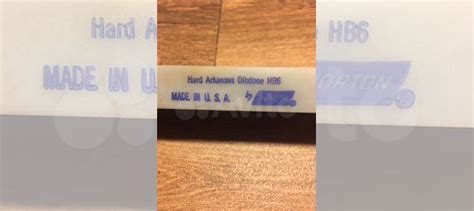 Hard Arkansas Oilstone HB6
MADE IN U. S. A. by